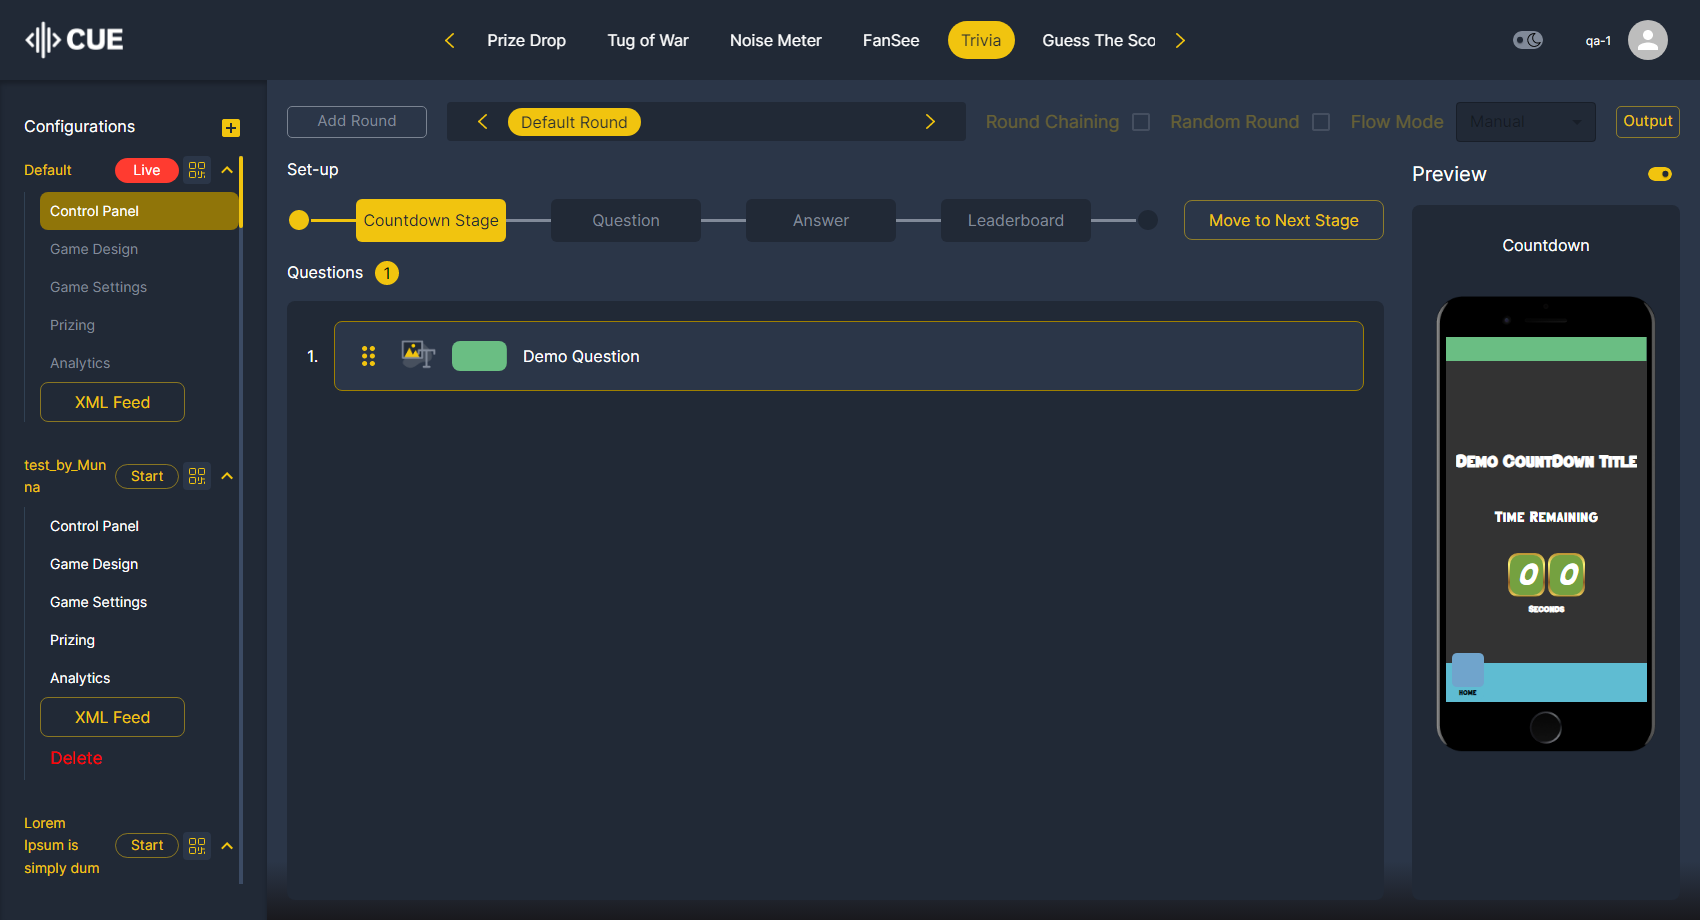 CUE
Prize Drop
Tug of War
Noise Meter
FanSee
Trivia
Guess The Sco
qa-1
Configurations
Default
Live
Control Panel
Game Design
Game Settings
Prizing
Analytics
XML Feed
test_by_Mun
na
Start
Control Panel
Game Design
Game Settings
Prizing
Analytics
XML Feed
Delete
Lorem
Ipsum is
simply dum
Start
Add Round
Default Round
Round Chaining
Random Round
Flow Mode
Manual
Output
Set-up
Countdown Stage
Question
Answer
Leaderboard
Move to Next Stage
Questions
1
1.
Demo Question
Preview
Countdown
Demo CountDown Title
Time Remaining
0 0
Seconds
HOME